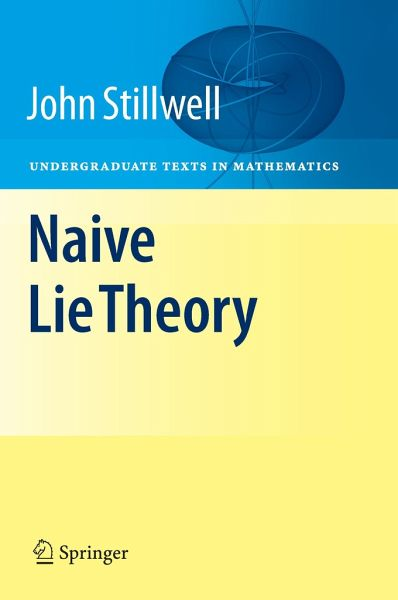 John Stillwell
UNDERGRADUATE TEXTS IN MATHEMATICS
Naive
Lie Theory
Springer